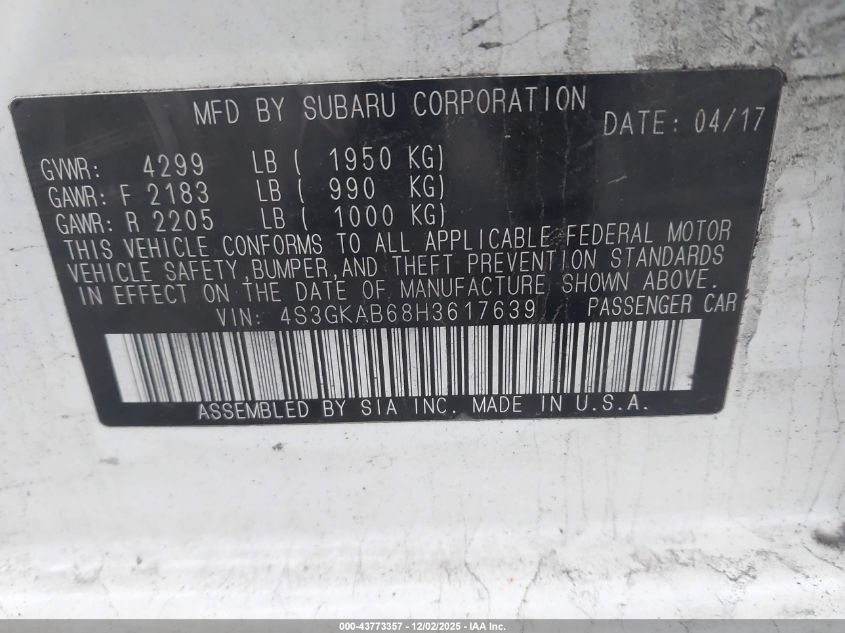 MFD BY SUBARU CORPORATION
DATE: 04/17
GVWR: 4299 LB ( 1950 KG)
GAWR: F 2183 LB ( 990 KG)
GAWR: R 2205 LB ( 1000 KG)
THIS VEHICLE CONFORMS TO ALL APPLICABLE FEDERAL MOTOR
VEHICLE SAFETY, BUMPER, AND THEFT PREVENTION STANDARDS
IN EFFECT ON THE DATE OF MANUFACTURE SHOWN ABOVE.
VIN: 4S3GKAB68H3617639 PASSENGER CAR
ASSEMBLED BY SIA INC. MADE IN U.S.A.
000-43773357 - 12/02/2025 - IAA Inc.